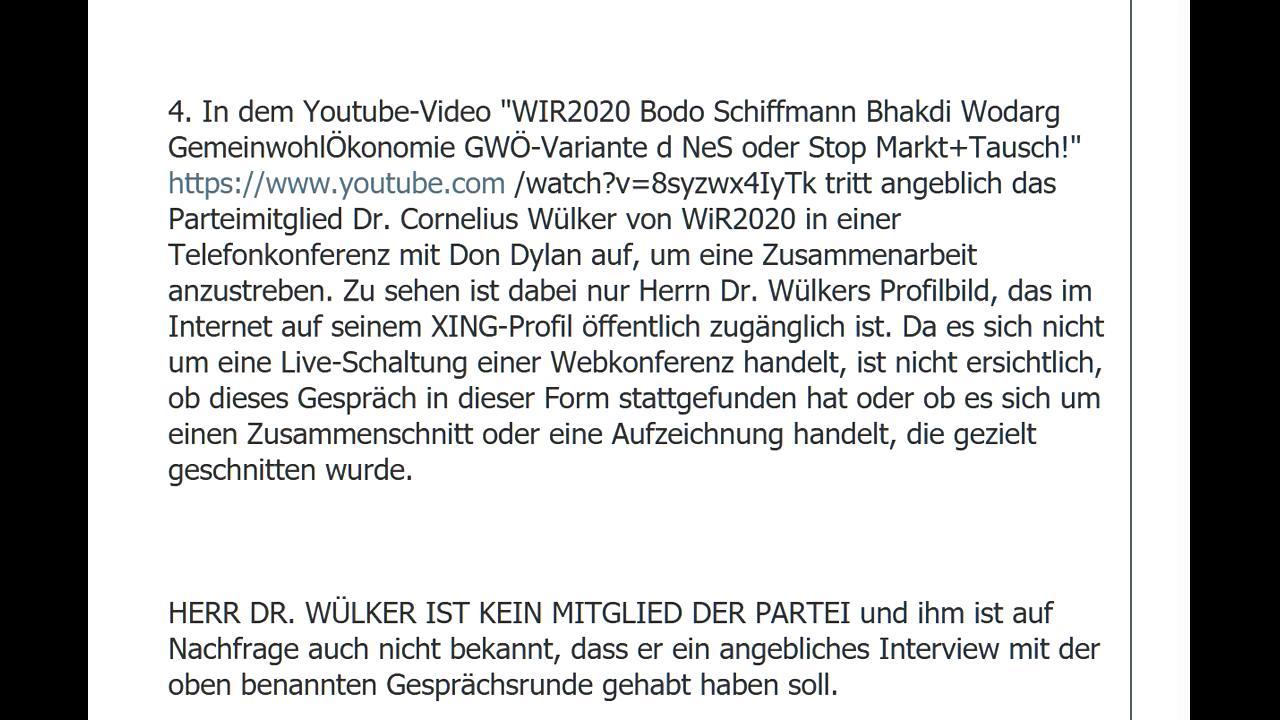 4. In dem Youtube-Video "WIR2020 Bodo Schiffmann Bhakdi Wodarg
GemeinwohlÖkonomie GWÖ-Variante d NeS oder Stop Markt+Tausch!"
https://www.youtube.com /watch?v=8syzwx4IyTk tritt angeblich das
Parteimitglied Dr. Cornelius Wülker von WiR2020 in einer
Telefonkonferenz mit Don Dylan auf, um eine Zusammenarbeit
anzustreben. Zu sehen ist dabei nur Herrn Dr. Wülkers Profilbild, das im
Internet auf seinem XING-Profil öffentlich zugänglich ist. Da es sich nicht
um eine Live-Schaltung einer Webkonferenz handelt, ist nicht ersichtlich,
ob dieses Gespräch in dieser Form stattgefunden hat oder ob es sich um
einen Zusammenschnitt oder eine Aufzeichnung handelt, die gezielt
geschnitten wurde.
HERR DR. WÜLKER IST KEIN MITGLIED DER PARTEI und ihm ist auf
Nachfrage auch nicht bekannt, dass er ein angebliches Interview mit der
oben benannten Gesprächsrunde gehabt haben soll.